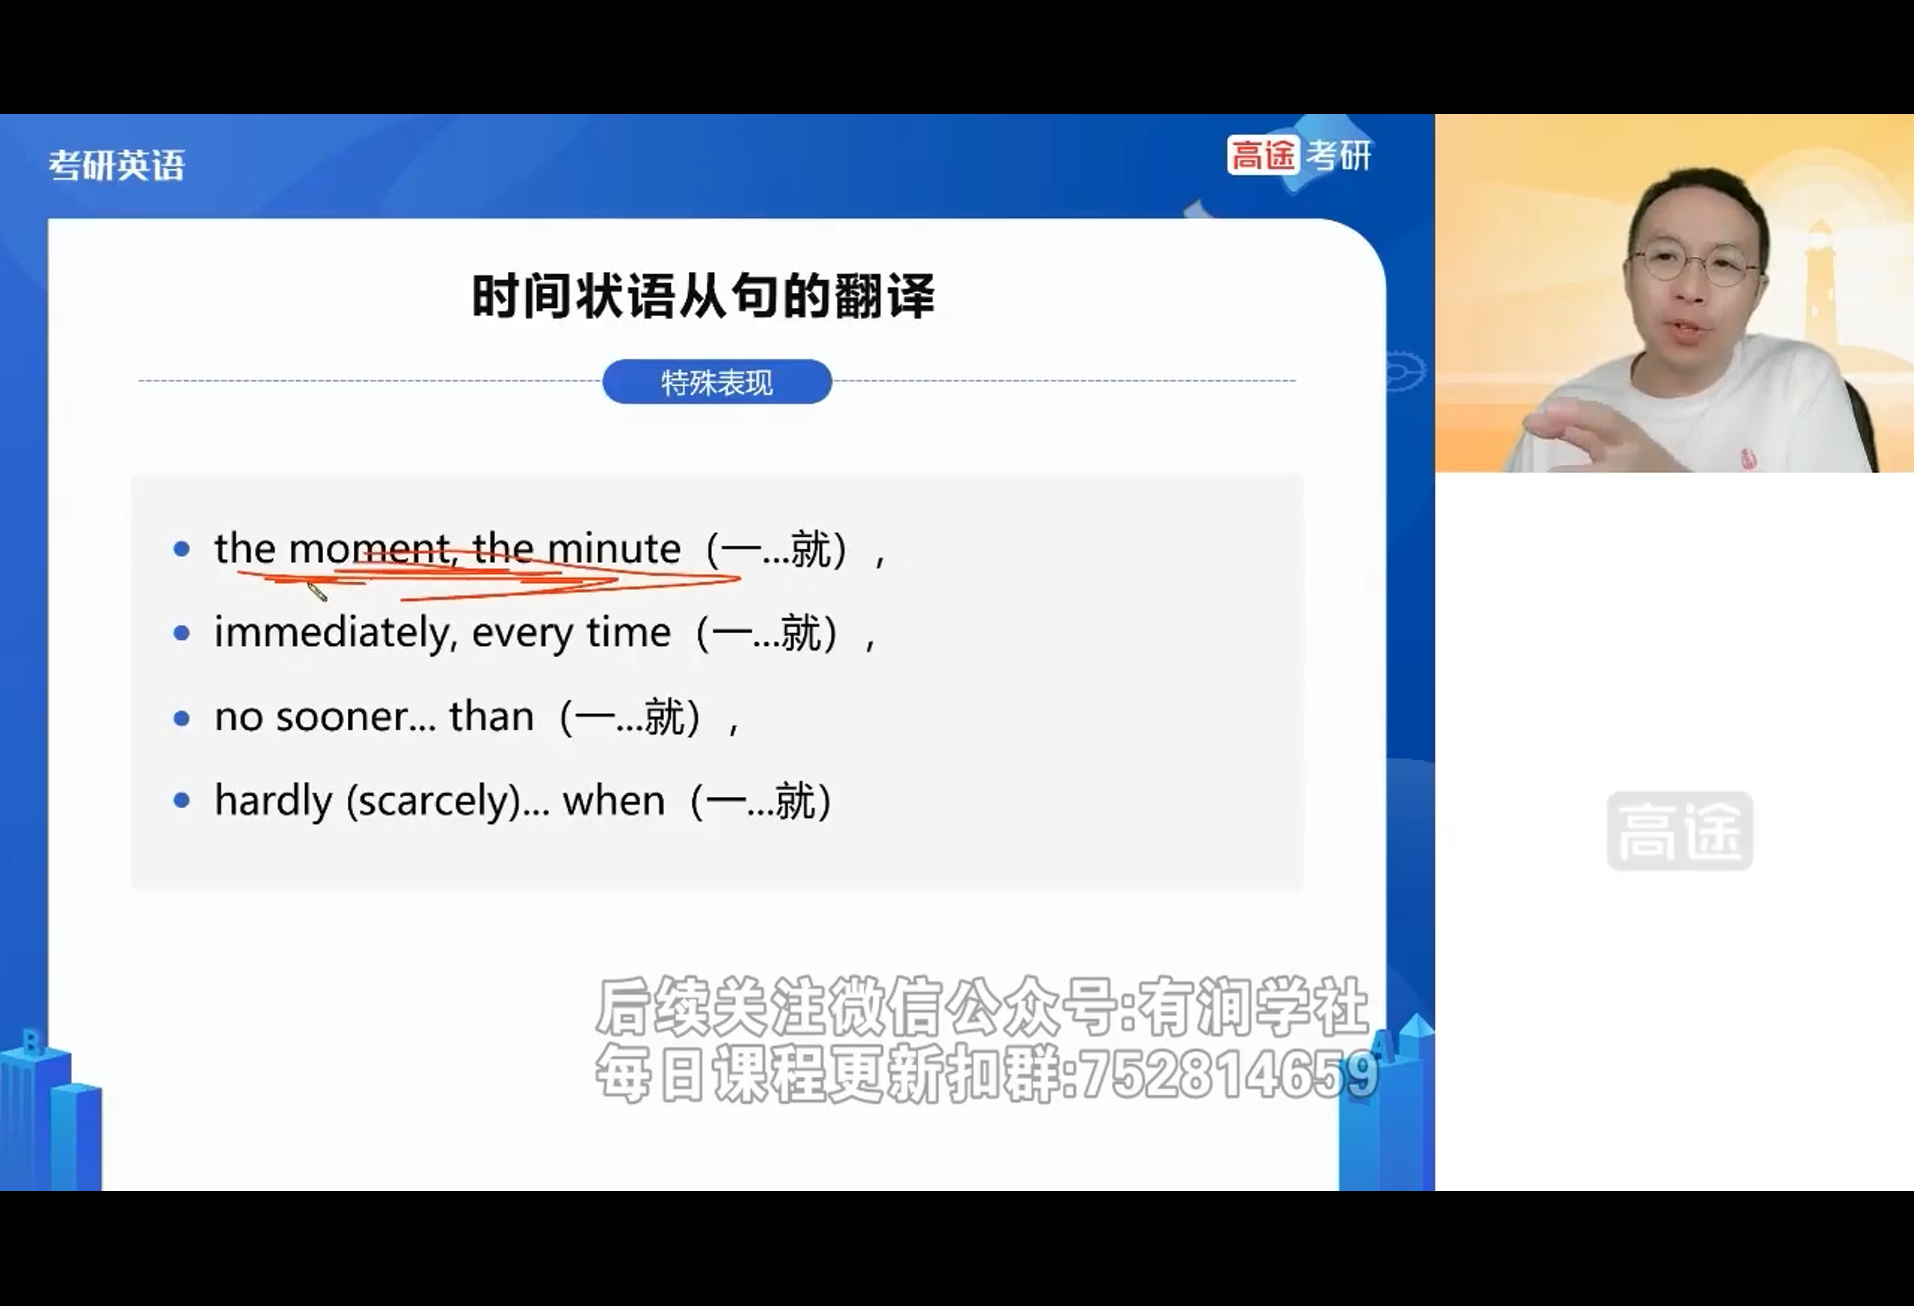 考研英语
高途 考研
时间状语从句的翻译
特殊表现
• the moment, the minute（一...就），
• immediately, every time（一...就），
• no sooner... than（一...就），
• hardly (scarcely)... when（一...就）
后续关注微信公众号:有润学社
每日课程更新扣群:752814659
B
A
高途